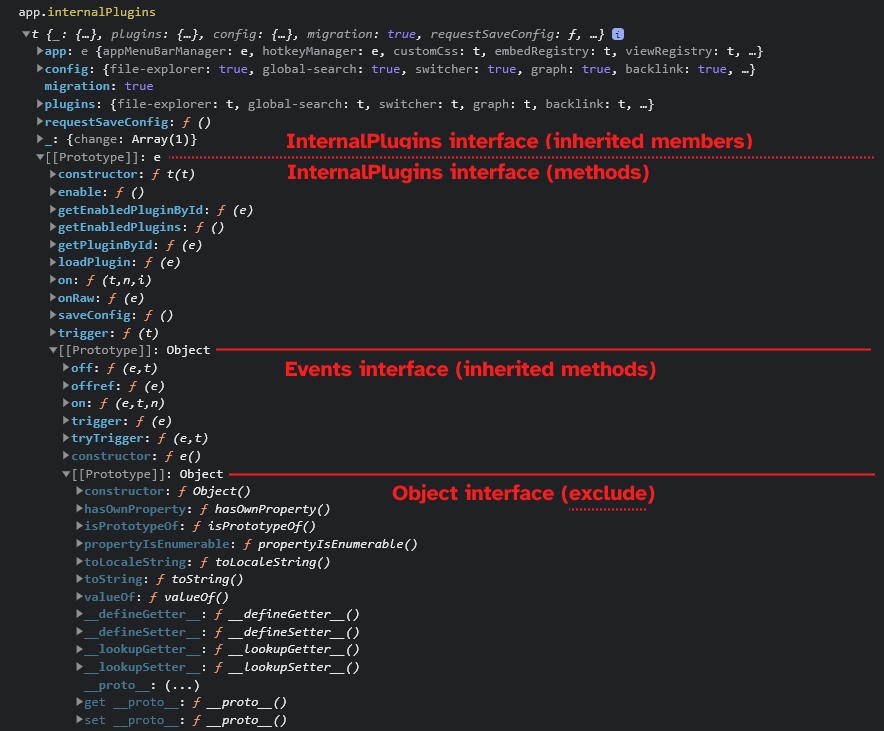 app.internalPlugins
▼t {_: {…}, plugins: {…}, config: {…}, migration: true, requestSaveConfig: ƒ, …} i
▶app: e {appMenuBarManager: e, hotkeyManager: e, customCss: t, embedRegistry: t, viewRegistry: t, …}
▶config: {file-explorer: true, global-search: true, switcher: true, graph: true, backlink: true, …}
migration: true
▶plugins: {file-explorer: t, global-search: t, switcher: t, graph: t, backlink: t, …}
▶requestSaveConfig: ƒ ()
▶_: {change: Array(1)}
InternalPlugins interface (inherited members)
▼[[Prototype]]: e
▶constructor: ƒ t(t)
InternalPlugins interface (methods)
▶enable: ƒ ()
▶getEnabledPluginById: ƒ (e)
▶getEnabledPlugins: ƒ ()
▶getPluginById: ƒ (e)
▶loadPlugin: ƒ (e)
▶on: ƒ (t,n,i)
▶onRaw: ƒ (e)
▶saveConfig: ƒ ()
▶trigger: ƒ (t)
▼[[Prototype]]: Object
▶off: ƒ (e,t)
Events interface (inherited methods)
▶offref: ƒ (e)
▶on: ƒ (e,t,n)
▶trigger: ƒ (e)
▶tryTrigger: ƒ (e,t)
▶constructor: ƒ e()
▼[[Prototype]]: Object
▶constructor: ƒ Object()
Object interface (exclude)
▶hasOwnProperty: ƒ hasOwnProperty()
▶isPrototypeOf: ƒ isPrototypeOf()
▶propertyIsEnumerable: ƒ propertyIsEnumerable()
▶toLocaleString: ƒ toLocaleString()
▶toString: ƒ toString()
▶valueOf: ƒ valueOf()
▶__defineGetter__: ƒ __defineGetter__()
▶__defineSetter__: ƒ __defineSetter__()
▶__lookupGetter__: ƒ __lookupGetter__()
▶__lookupSetter__: ƒ __lookupSetter__()
__proto__: (...)
▶get __proto__: ƒ __proto__()
▶set __proto__: ƒ __proto__()